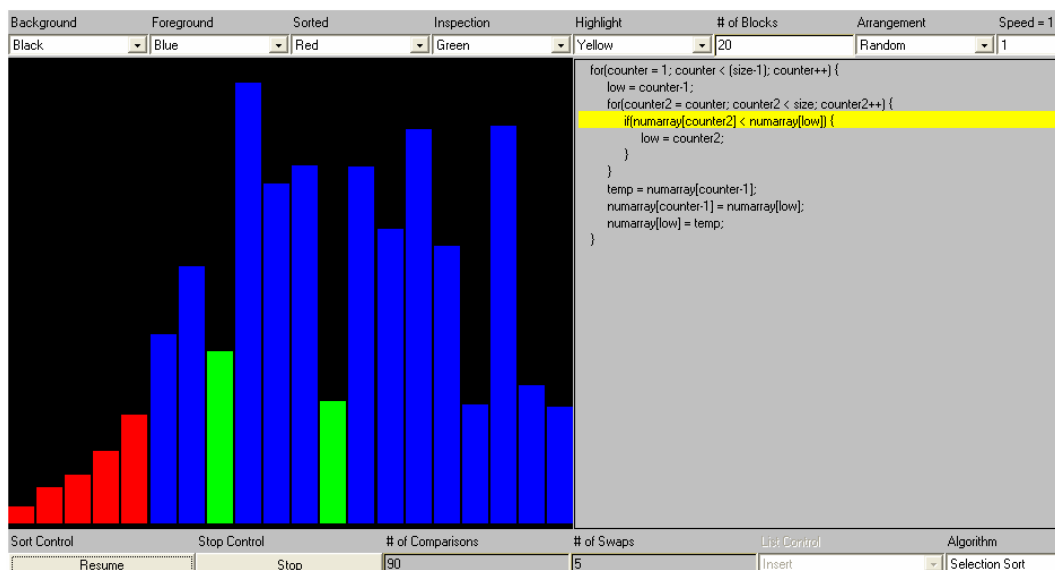 Background Foreground Sorted Inspection Highlight # of Blocks Arrangement Speed = 1
Black Blue Red Green Yellow 20 Random 1
for(counter = 1; counter < (size-1); counter++) {
low = counter-1;
for(counter2 = counter; counter2 < size; counter2++) {
if(numarray[counter2] < numarray[low]) {
low = counter2;
}
}
temp = numarray[counter-1];
numarray[counter-1] = numarray[low];
numarray[low] = temp;
}
Sort Control Stop Control # of Comparisons # of Swaps List Control Algorithm
Resume Stop 90 5 Insert Selection Sort